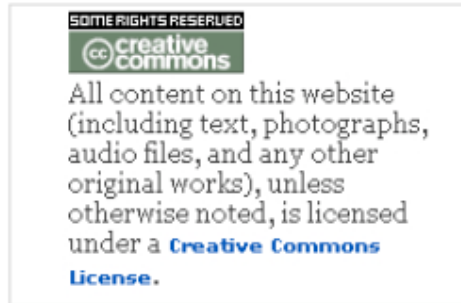 SOME RIGHTS RESERVED
cc creative
commons
All content on this website
(including text, photographs,
audio files, and any other
original works), unless
otherwise noted, is licensed
under a Creative Commons
License.